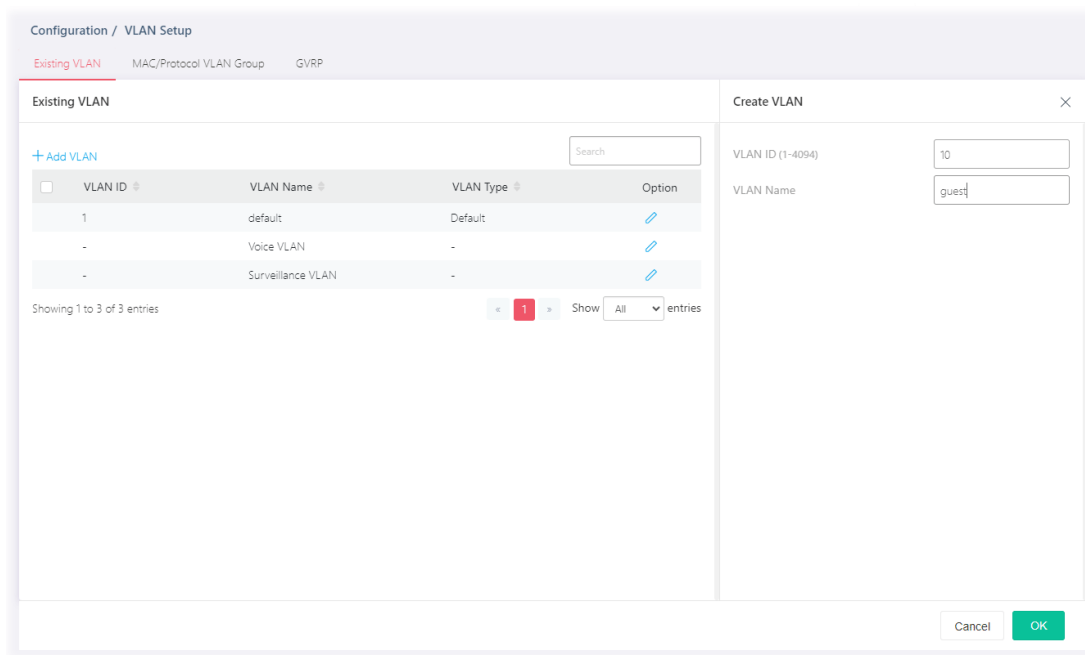 Configuration / VLAN Setup
Existing VLAN MAC/Protocol VLAN Group GVRP
Existing VLAN
+ Add VLAN Search
VLAN ID VLAN Name VLAN Type Option
1 default Default
- Voice VLAN -
- Surveillance VLAN -
Showing 1 to 3 of 3 entries « 1 » Show All entries
Create VLAN
VLAN ID (1-4094) 10
VLAN Name guest
Cancel OK